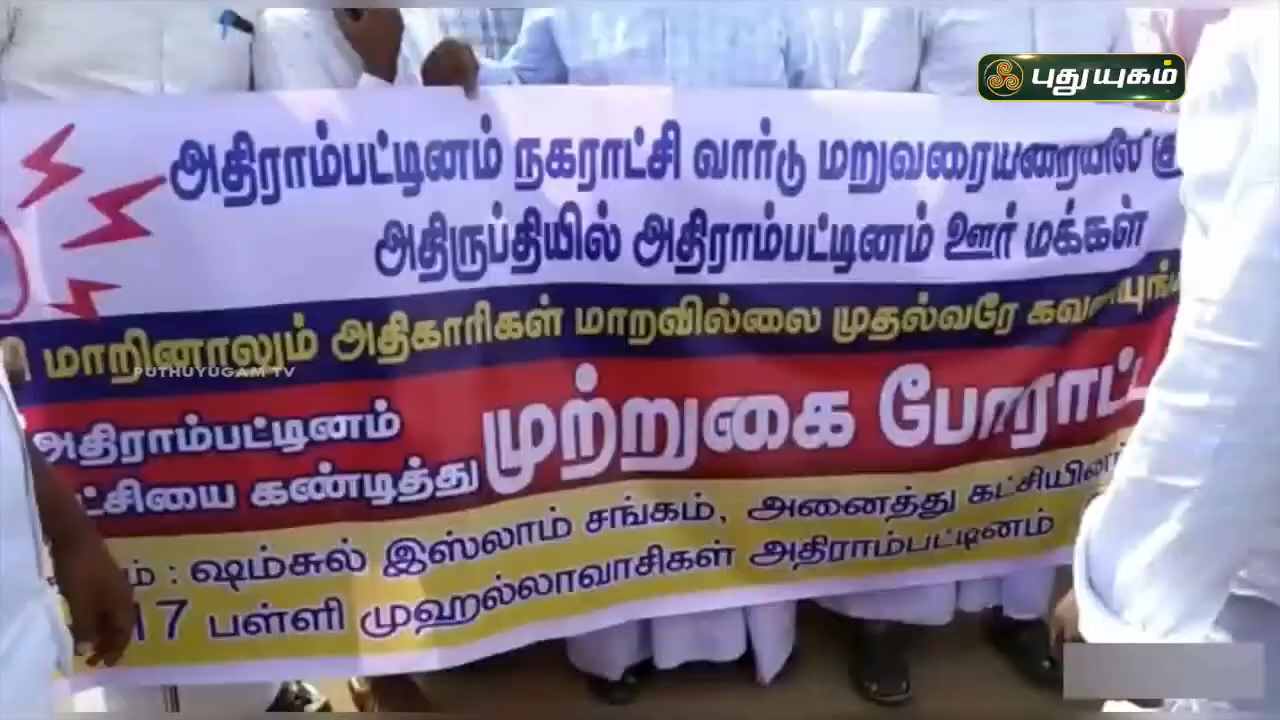 புதுயுகம்
அதிராம்பட்டினம் நகராட்சி வார்டு மறுவரையறையில்
அதிருப்தியில் அதிராம்பட்டினம் ஊர் மக்கள்
மாறினாலும் அதிகாரிகள் மாறவில்லை முதல்வரே
PUTHUYUGAM TV
அதிராம்பட்டினம்
கண்டித்து முற்றுகை
ஷம்சுல் இஸ்லாம் சங்கம், அனைத்து கட்சியினர்
17 பள்ளி முஹல்லாவாசிகள் அதிராம்பட்டினம்